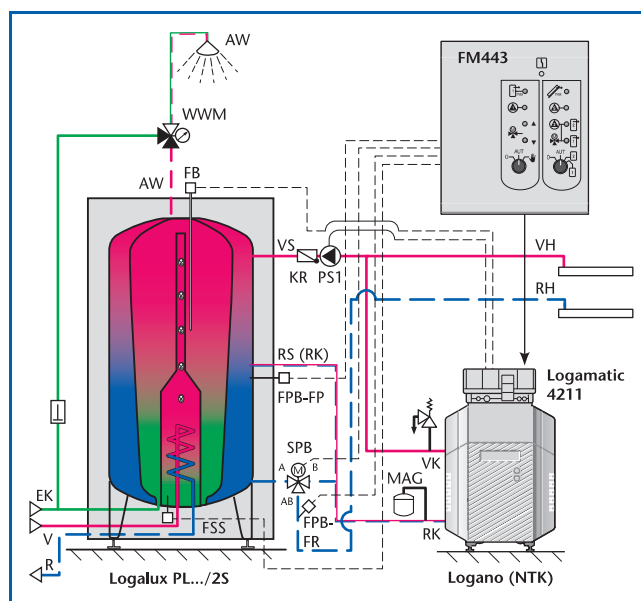 AW
FM443
AUT
AUT
WWM
AW
FB
VS
KR
PS1
VH
RH
RS (RK)
FPB-FP
Logamatic
4211
SPB
M
A
B
AB
VK
MAG
EK
V
FSS
FPB-
FR
RK
R
Logalux PL.../2S
Logano (NTK)